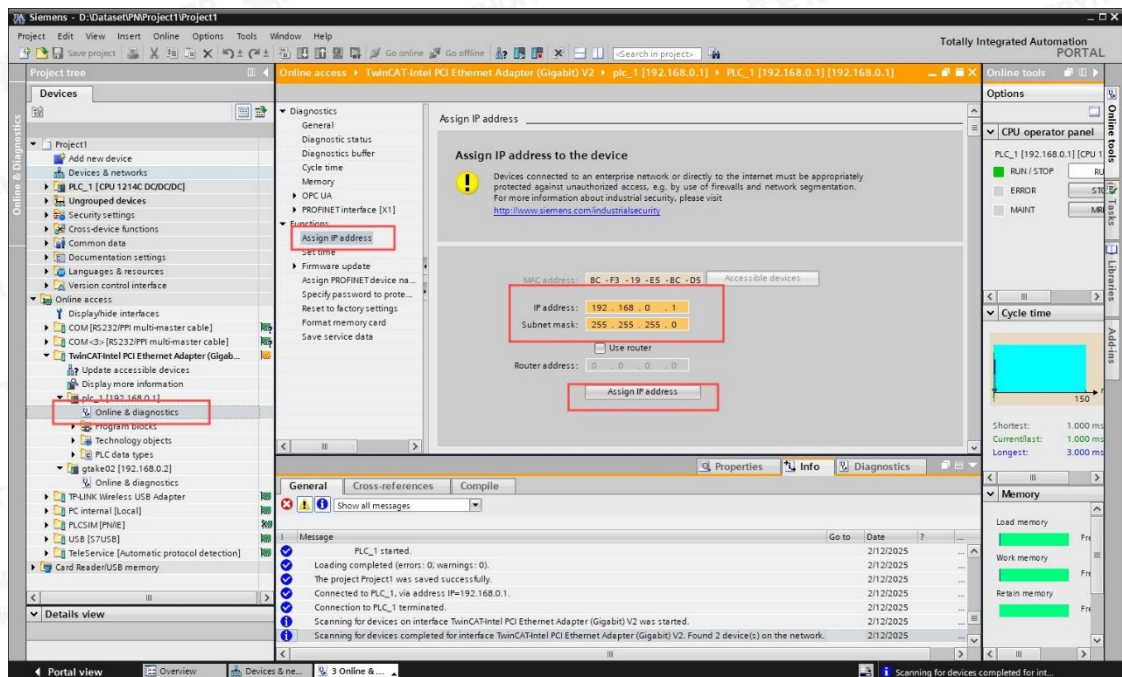 Siemens - D:\Dataset\PN\Project1\Project1
Project Edit View Insert Online Options Tools Window Help
Save project Go online Go offline <Search in project>
Totally Integrated Automation
PORTAL
Project tree
Devices
Project1
Add new device
Devices & networks
PLC_1 [CPU 1214C DC/DC/DC]
Ungrouped devices
Security settings
Cross-device functions
Common data
Documentation settings
Languages & resources
Version control interface
Online access
Display/hide interfaces
COM [RS232/PPI multi-master cable]
COM <3> [RS232/PPI multi-master cable]
TwinCAT-Intel PCI Ethernet Adapter (Gigab...
Update accessible devices
Display more information
plc_1 [192.168.0.1]
Online & diagnostics
Program blocks
Technology objects
PLC data types
gtake02 [192.168.0.2]
Online & diagnostics
TP-LINK Wireless USB Adapter
PC internal [Local]
PLCSIM [PN/IE]
USB [S7USB]
TeleService [Automatic protocol detection]
Card Reader/USB memory
Details view
Online & Diagnostics
Online access TwinCAT-Intel PCI Ethernet Adapter (Gigabit) V2 plc_1 [192.168.0.1] PLC_1 [192.168.0.1] [192.168.0.1]
Diagnostics
General
Diagnostic status
Diagnostics buffer
Cycle time
Memory
OPC UA
PROFINET interface [X1]
Functions
Assign IP address
Set time
Firmware update
Assign PROFINET device na...
Specify password to prote...
Reset to factory settings
Format memory card
Save service data
Assign IP address
Assign IP address to the device
Devices connected to an enterprise network or directly to the internet must be appropriately
protected against unauthorized access, e.g. by use of firewalls and network segmentation.
For more information about industrial security, please visit
http://www.siemens.com/industrialsecurity
MAC address: 8C -F3 -19 -E5 -BC -D5 Accessible devices
IP address: 192 . 168 . 0 . 1
Subnet mask: 255 . 255 . 255 . 0
Use router
Router address: 0 . 0 . 0 . 0
Assign IP address
Properties Info Diagnostics
General Cross-references Compile
Show all messages
! Message Go to Date ? ...
PLC_1 started. 2/12/2025 ...
Loading completed (errors: 0; warnings: 0). 2/12/2025 ...
The project Project1 was saved successfully. 2/12/2025 ...
Connected to PLC_1, via address IP=192.168.0.1. 2/12/2025 ...
Connection to PLC_1 terminated. 2/12/2025 ...
Scanning for devices on interface TwinCAT-Intel PCI Ethernet Adapter (Gigabit) V2 was started. 2/12/2025 ...
Scanning for devices completed for interface TwinCAT-Intel PCI Ethernet Adapter (Gigabit) V2. Found 2 device(s) on the network. 2/12/2025 ...
Online tools
Options
CPU operator panel
PLC_1 [192.168.0.1] [CPU 1
RUN / STOP RU
ERROR STO
MAINT MR
Cycle time
150
Shortest: 1.000 ms
Current/last: 1.000 ms
Longest: 3.000 ms
Memory
Load memory
Fre
Work memory
Fre
Retain memory
Fre
Online tools
Tasks
Libraries
Add-ins
Portal view Overview Devices & ne... 3 Online & ... Scanning for devices completed for int...